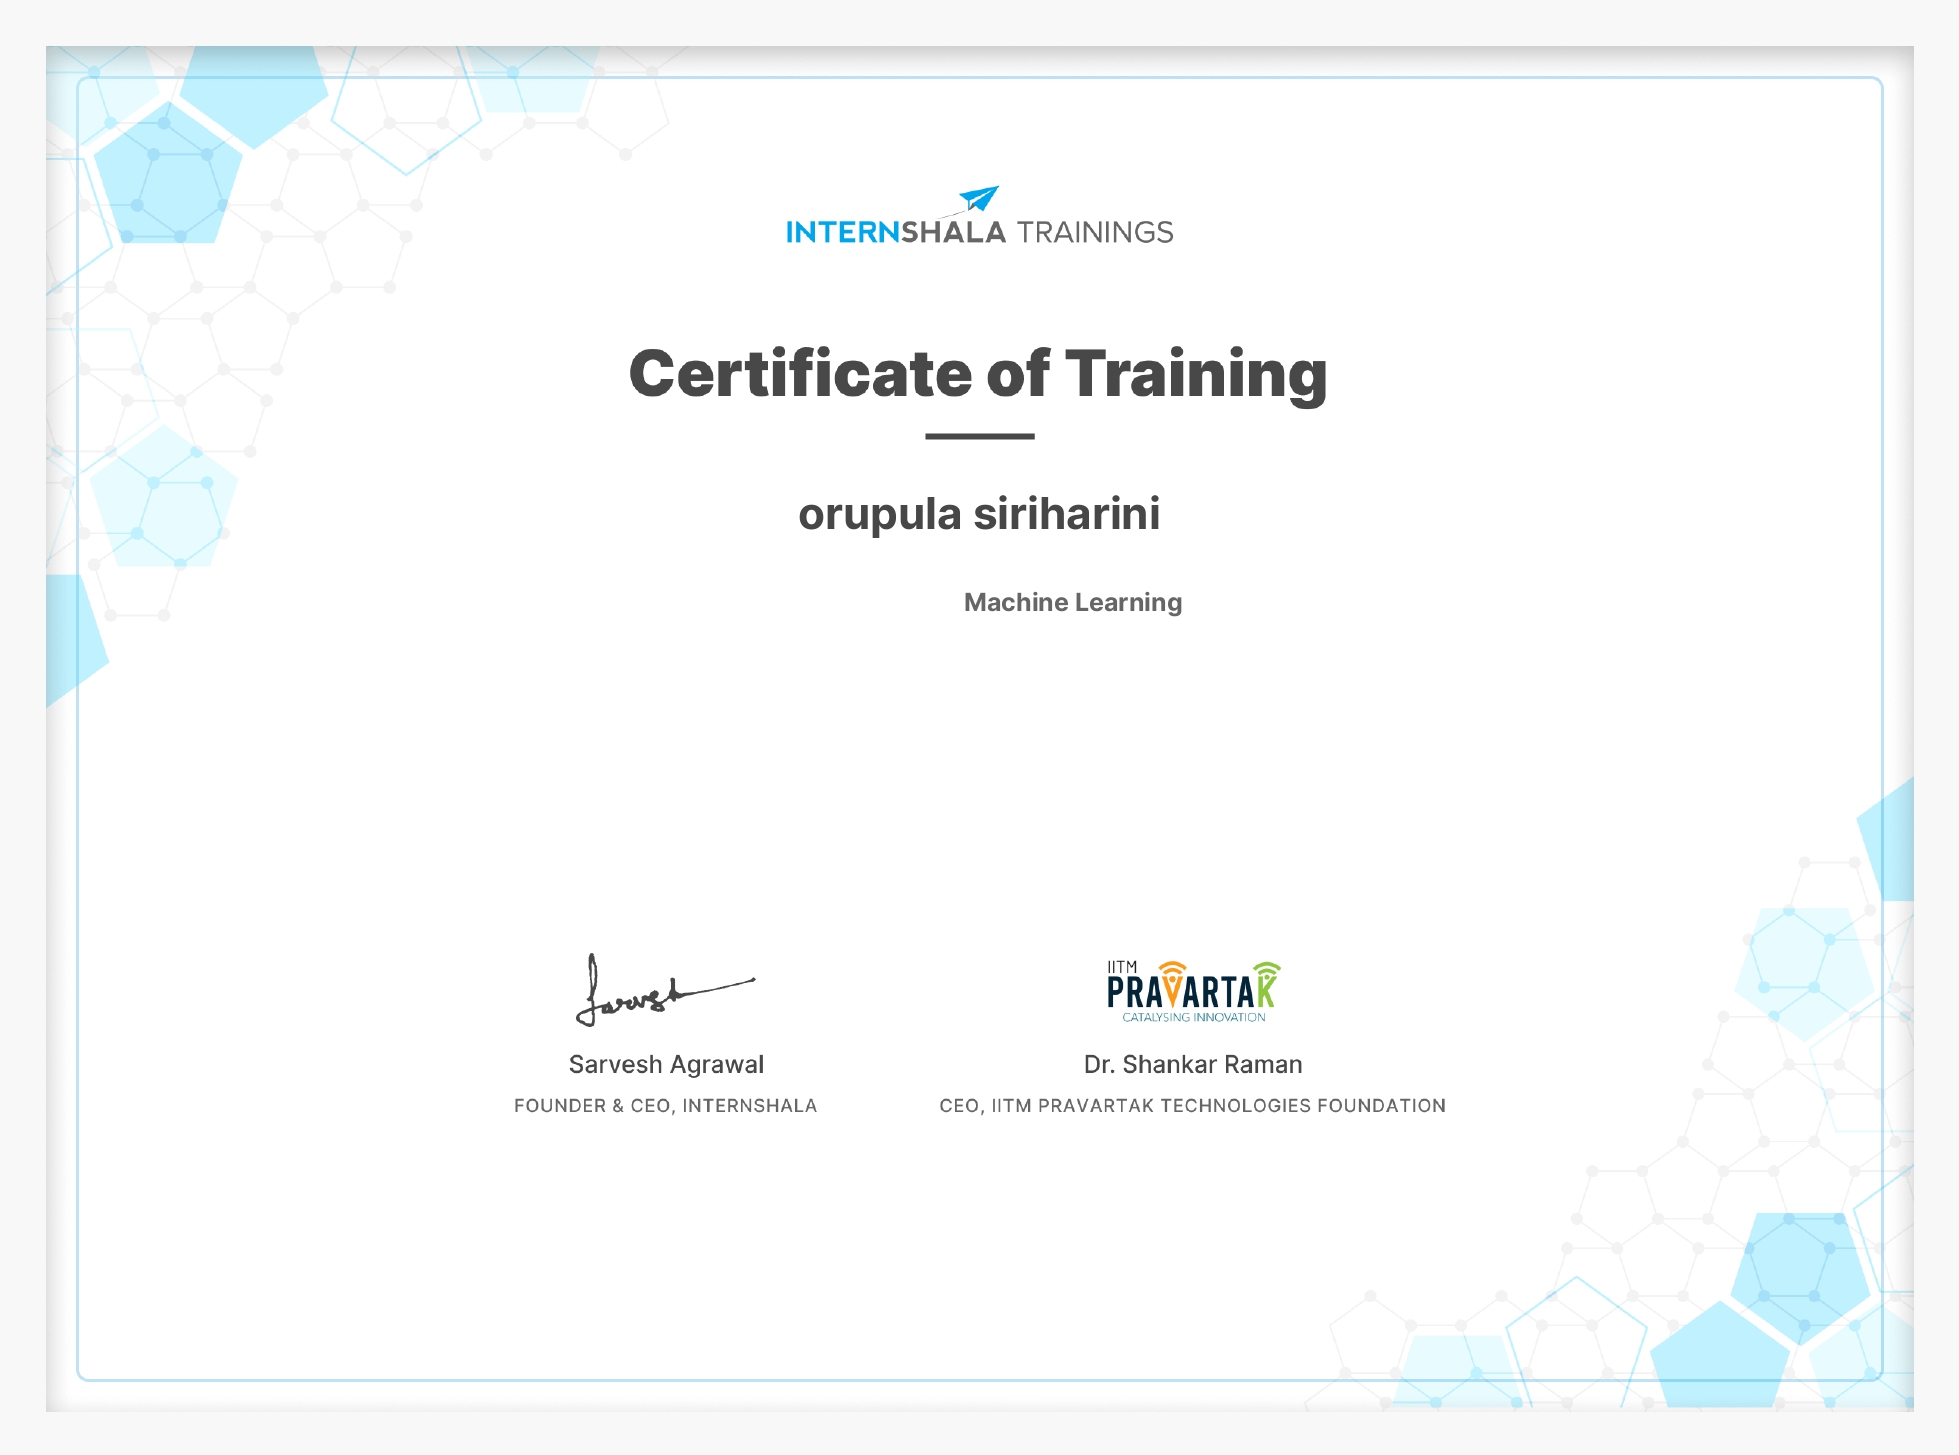 INTERNSHALA TRAININGS
Certificate of Training
orupula siriharini
Machine Learning
Sarvesh
IITM
PRAVARTAK
CATALYSING INNOVATION
Sarvesh Agrawal
Dr. Shankar Raman
FOUNDER & CEO, INTERNSHALA
CEO, IITM PRAVARTAK TECHNOLOGIES FOUNDATION